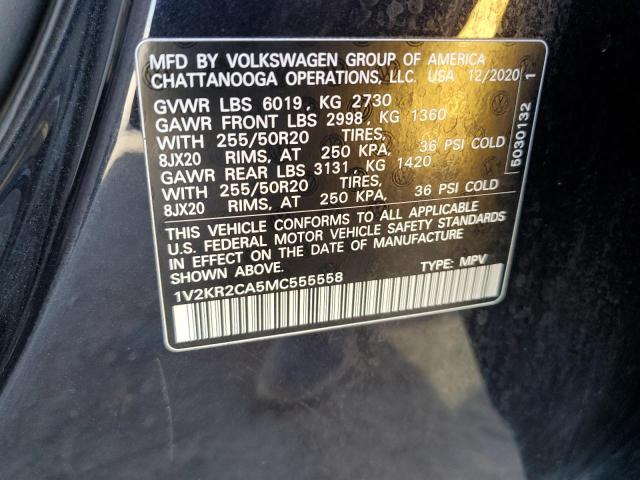 MFD BY VOLKSWAGEN GROUP OF AMERICA
CHATTANOOGA OPERATIONS, LLC. USA 12/2020 1
GVWR LBS 6019, KG 2730
GAWR FRONT LBS 2998, KG 1360
WITH 255/50R20 TIRES,
8JX20 RIMS, AT 250 KPA, 36 PSI COLD
GAWR REAR LBS 3131, KG 1420
WITH 255/50R20 TIRES,
8JX20 RIMS, AT 250 KPA, 36 PSI COLD
THIS VEHICLE CONFORMS TO ALL APPLICABLE
U.S. FEDERAL MOTOR VEHICLE SAFETY STANDARDS
IN EFFECT ON THE DATE OF MANUFACTURE
SHOWN ABOVE.
1V2KR2CA5MC555558 TYPE: MPV
5030132